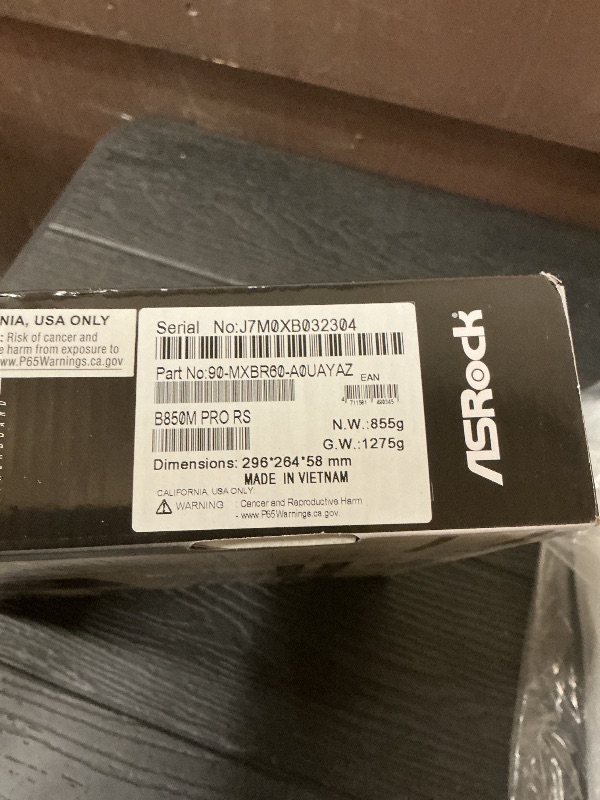 NIA, USA ONLY
: Risk of cancer and
e harm from exposure to
www.P65Warnings.ca.gov
Serial No:J7M0XB032304
Part No:90-MXBR60-A0UAYAZ
EAN
B850M PRO RS
N.W.:855g
G.W.:1275g
Dimensions: 296*264*58 mm
MADE IN VIETNAM
CALIFORNIA, USA ONLY
WARNING : Cancer and Reproductive Harm
- www.P65Warnings.ca.gov.
ASRock